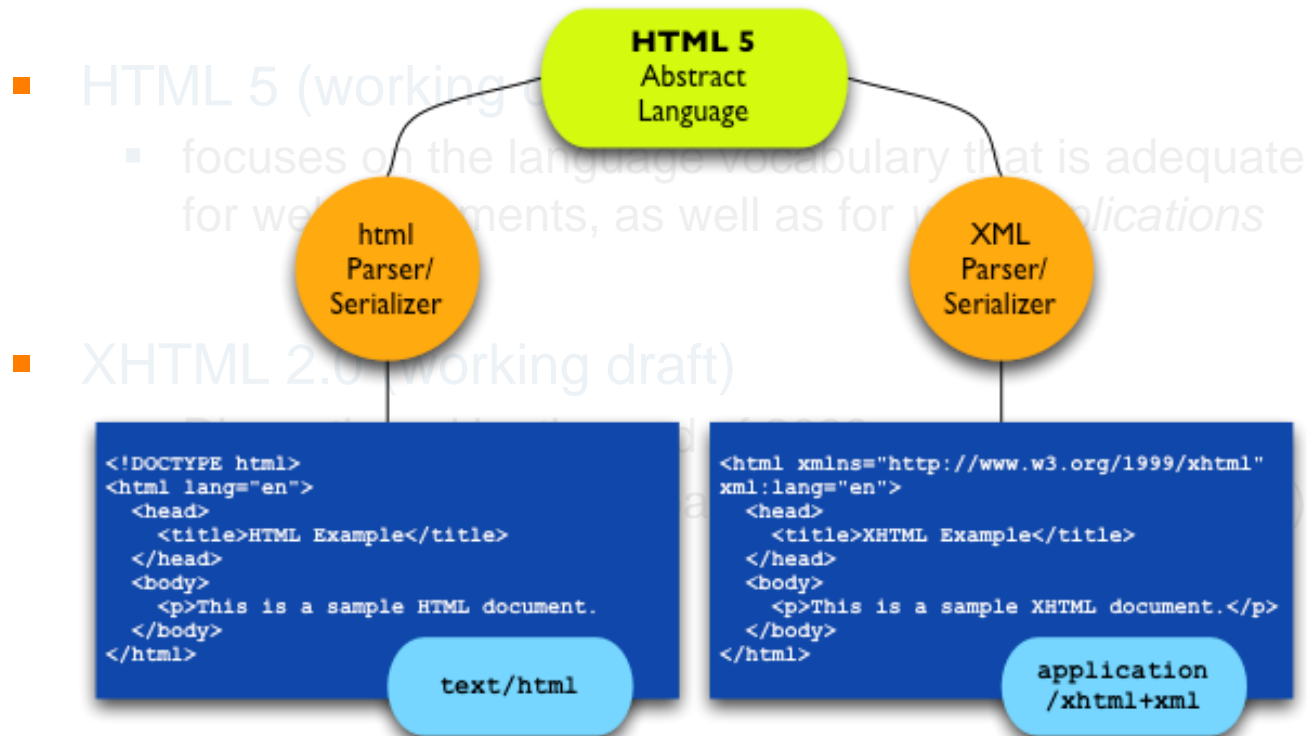 HTML 5
Abstract
Language
HTML 5 (working
focuses on the language vocabulary that is adequate
for web documents, as well as for web applications
html
Parser/
Serializer
XML
Parser/
Serializer
XHTML 2.0 (working draft)
<!DOCTYPE html>
<html lang="en">
  <head>
    <title>HTML Example</title>
  </head>
  <body>
    <p>This is a sample HTML document.
  </body>
</html>
text/html
<html xmlns="http://www.w3.org/1999/xhtml"
xml:lang="en">
  <head>
    <title>XHTML Example</title>
  </head>
  <body>
    <p>This is a sample XHTML document.</p>
  </body>
</html>
application
/xhtml+xml